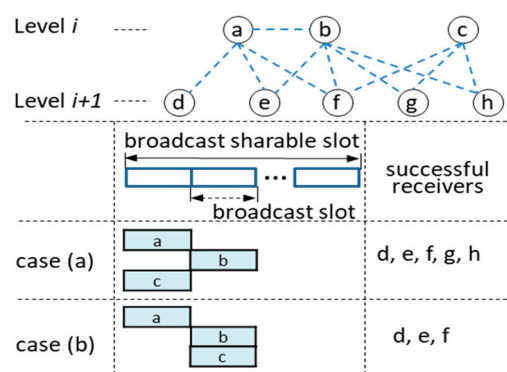 Level i
a
b
c
Level i+1
d
e
f
g
h
broadcast sharable slot
...
broadcast slot
successful
receivers
case (a)
a
b
c
d, e, f, g, h
case (b)
a
b
c
d, e, f